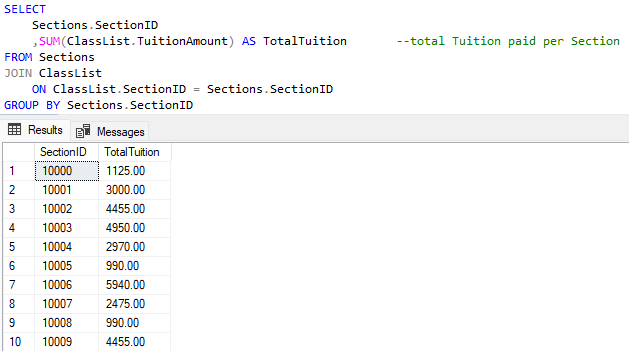 SELECT
Sections.SectionID
,SUM(ClassList.TuitionAmount) AS TotalTuition --total Tuition paid per Section
FROM Sections
JOIN ClassList
ON ClassList.SectionID = Sections.SectionID
GROUP BY Sections.SectionID
Results Messages
SectionID TotalTuition
1 10000 1125.00
2 10001 3000.00
3 10002 4455.00
4 10003 4950.00
5 10004 2970.00
6 10005 990.00
7 10006 5940.00
8 10007 2475.00
9 10008 990.00
10 10009 4455.00